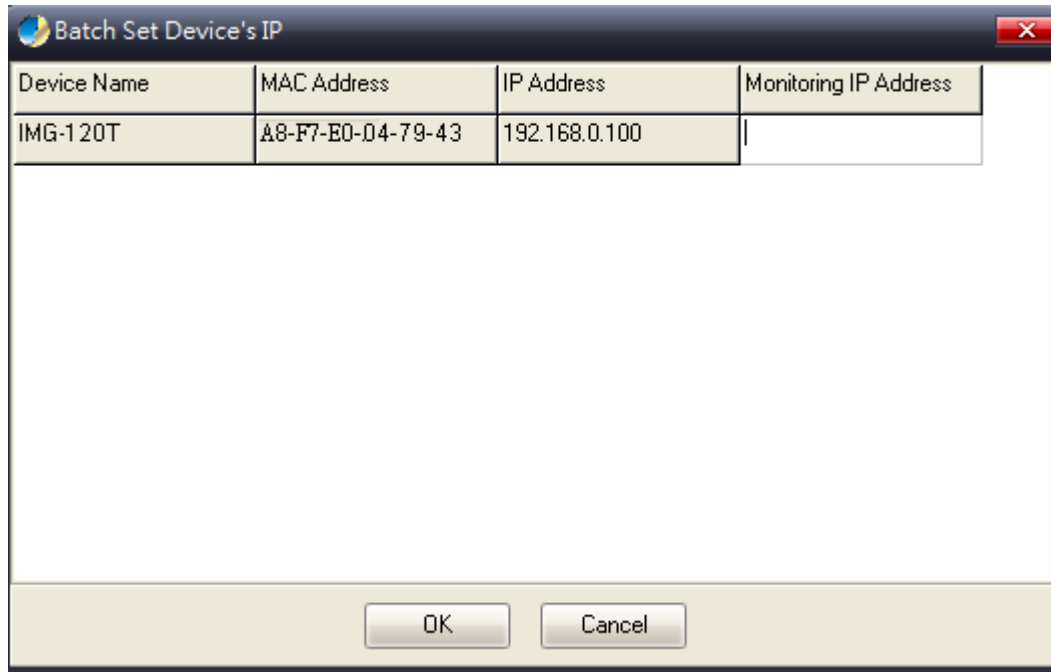 Batch Set Device's IP
Device Name MAC Address IP Address Monitoring IP Address
IMG-120T A8-F7-E0-04-79-43 192.168.0.100
OK Cancel